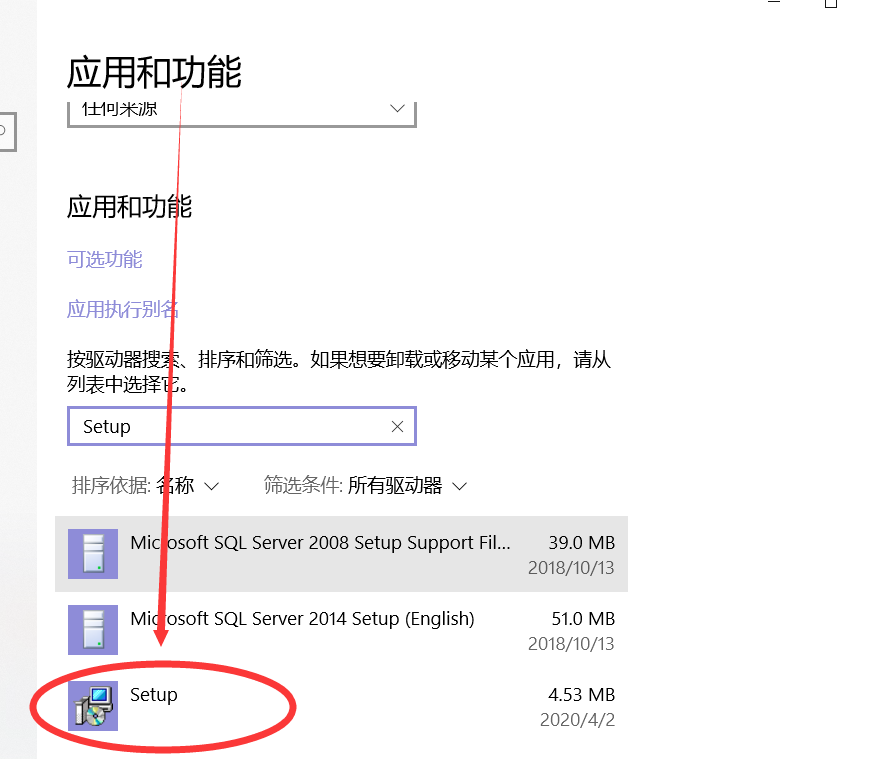 应用和功能
任何来源
应用和功能
可选功能
应用执行别名
按驱动器搜索、排序和筛选。如果想要卸载或移动某个应用，请从
列表中选择它。
Setup
排序依据: 名称 筛选条件: 所有驱动器
Microsoft SQL Server 2008 Setup Support Fil... 39.0 MB
2018/10/13
Microsoft SQL Server 2014 Setup (English) 51.0 MB
2018/10/13
Setup 4.53 MB
2020/4/2